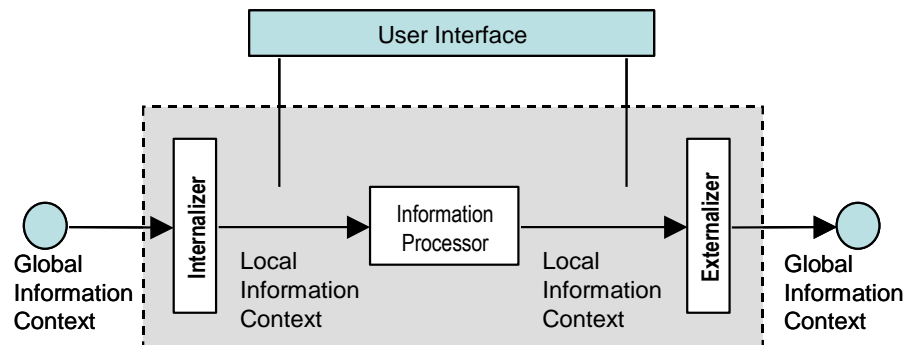 User Interface
Internalizer
Information
Processor
Externalizer
Global
Information
Context
Local
Information
Context
Local
Information
Context
Global
Information
Context